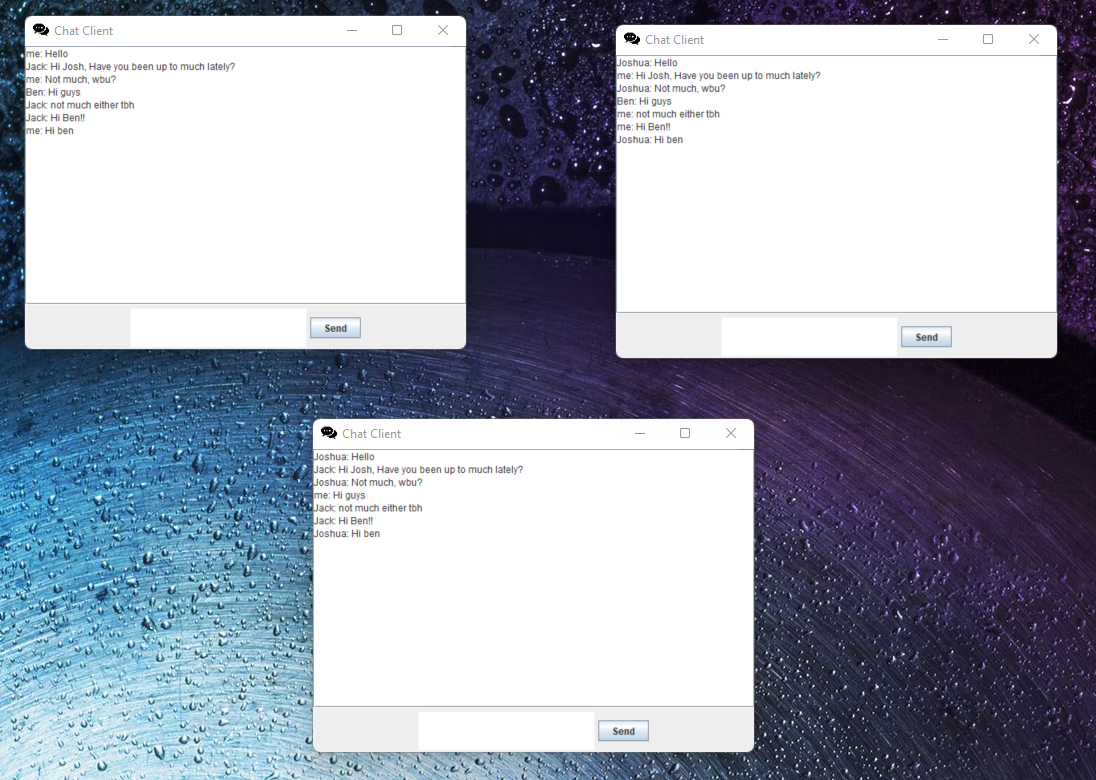 Chat Client
me: Hello
Jack: Hi Josh, Have you been up to much lately?
me: Not much, wbu?
Ben: Hi guys
Jack: not much either tbh
Jack: Hi Ben!!
me: Hi ben
Send
Chat Client
Joshua: Hello
me: Hi Josh, Have you been up to much lately?
Joshua: Not much, wbu?
Ben: Hi guys
me: not much either tbh
me: Hi Ben!!
Joshua: Hi ben
Send
Chat Client
Joshua: Hello
Jack: Hi Josh, Have you been up to much lately?
Joshua: Not much, wbu?
me: Hi guys
Jack: not much either tbh
Jack: Hi Ben!!
Joshua: Hi ben
Send